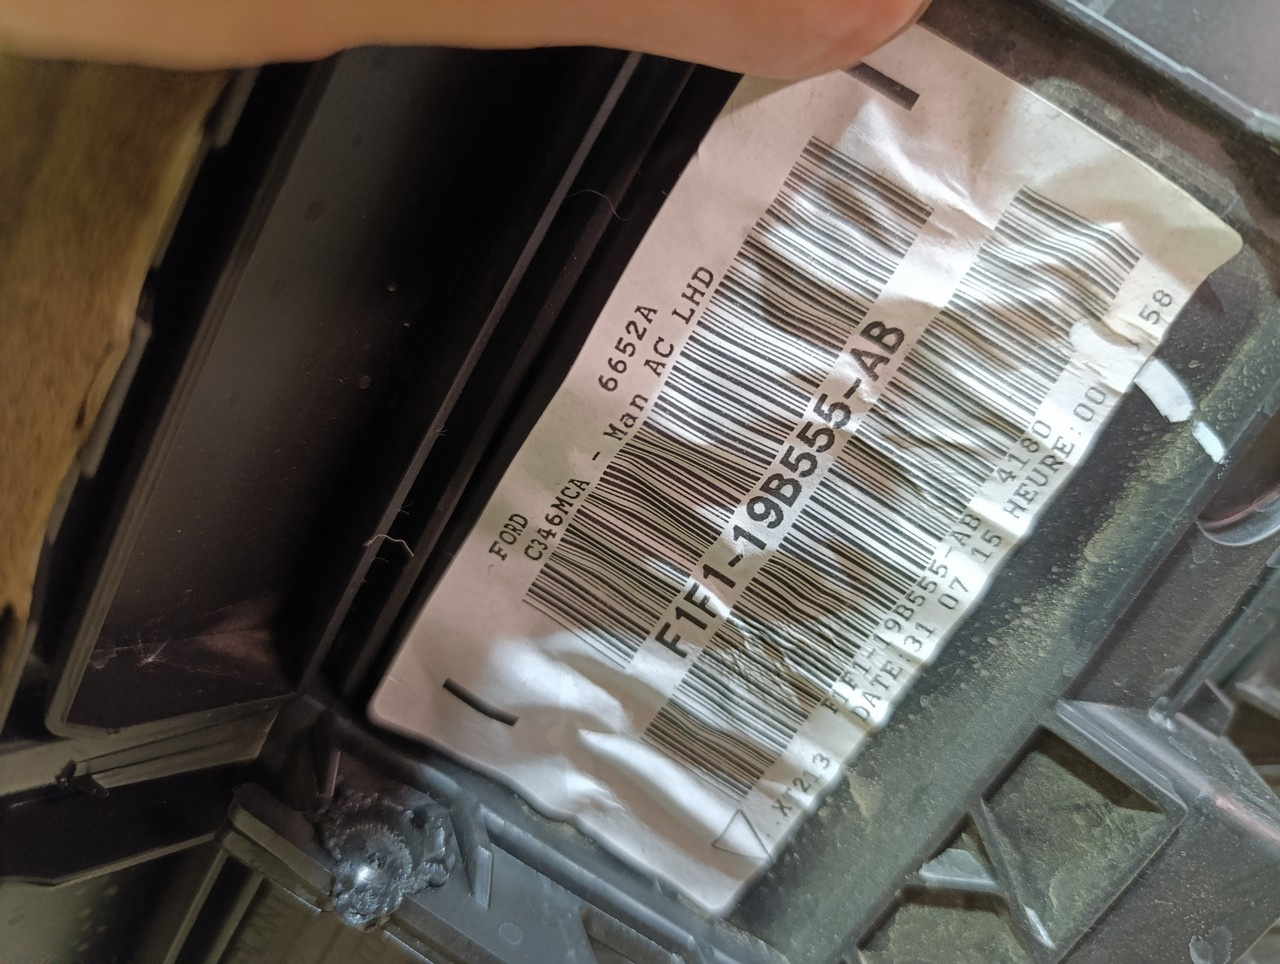 6652A
FORD
C346MCA - Man AC LHD
F1F1-19B555-AB
F1F1-19B555-AB 4180
XT213 DATE:31 07 15 HEURE:00 58